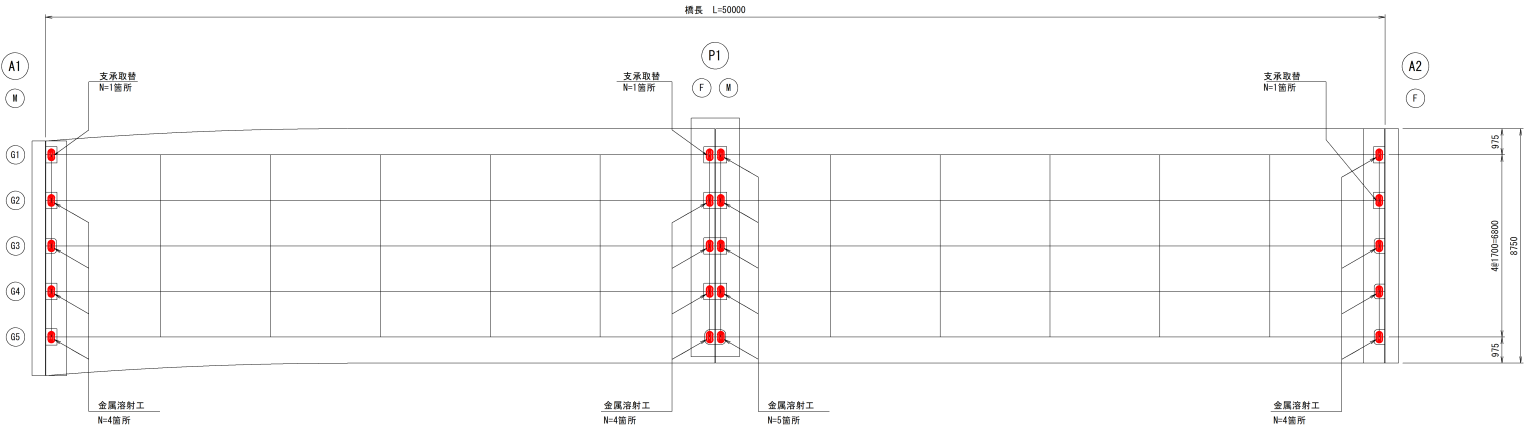 橋長 L=50000
A1
P1
A2
M
F
M
F
支承取替
N=1箇所
支承取替
N=1箇所
支承取替
N=1箇所
G1
G2
G3
G4
G5
975
4@1700=6800
975
8750
金属溶射工
N=4箇所
金属溶射工
N=4箇所
金属溶射工
N=5箇所
金属溶射工
N=4箇所